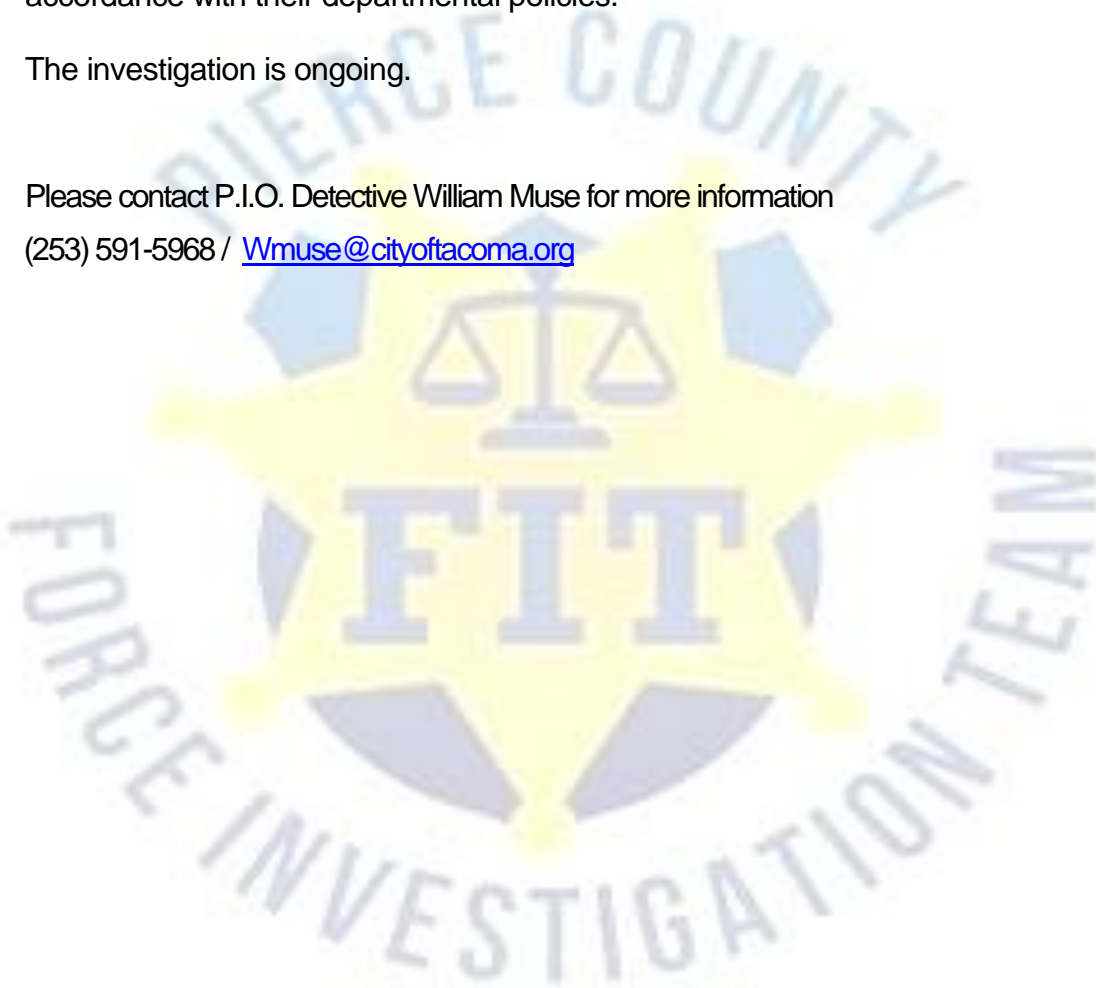 accordance with their departmental policies.
The investigation is ongoing.
Please contact P.I.O. Detective William Muse for more information
(253) 591-5968 / Wmuse@cityoftacoma.org
PIERCE COUNTY
FIT
FORCE INVESTIGATION TEAM